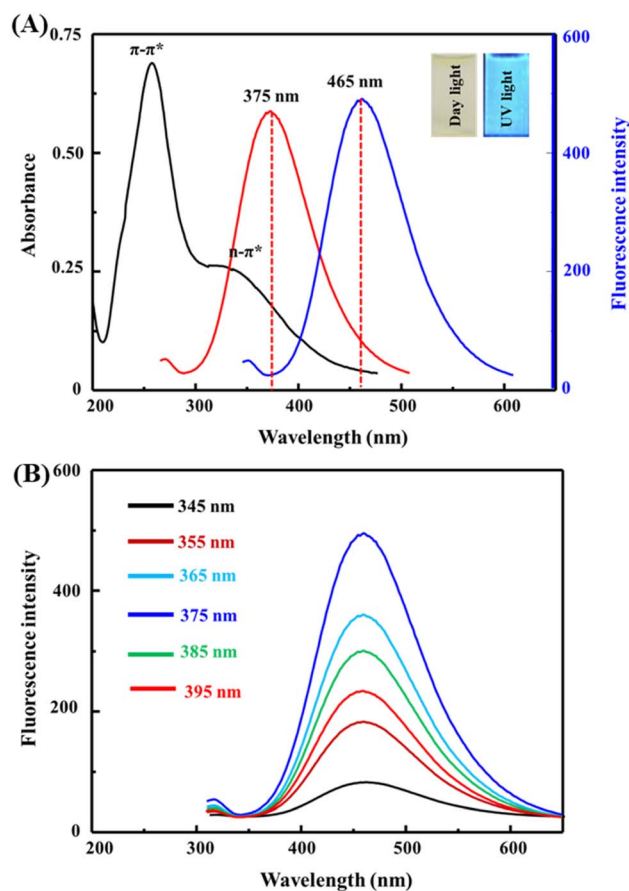 (A)
0.75
0.50
0.25
0
Absorbance
π-π*
375 nm
465 nm
n-π*
Day light
UV light
600
400
200
0
Fluorescence intensity
200 300 400 500 600
Wavelength (nm)
(B)
600
400
200
0
Fluorescence intensity
345 nm
355 nm
365 nm
375 nm
385 nm
395 nm
200 300 400 500 600
Wavelength (nm)